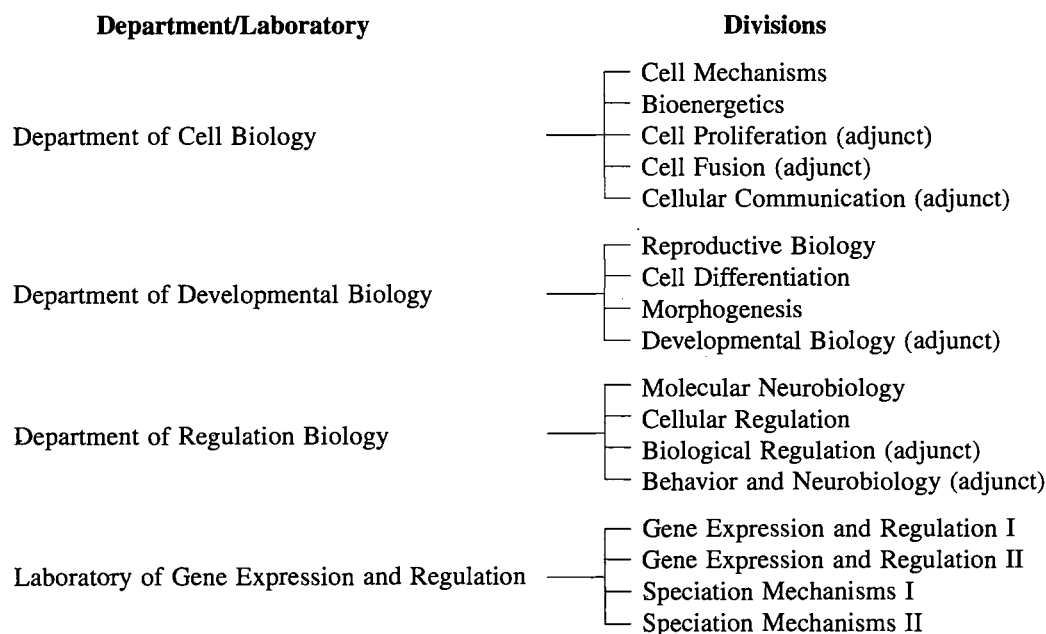 Department/Laboratory Divisions
Cell Mechanisms
Bioenergetics
Department of Cell Biology Cell Proliferation (adjunct)
Cell Fusion (adjunct)
Cellular Communication (adjunct)
Reproductive Biology
Cell Differentiation
Department of Developmental Biology
Morphogenesis
Developmental Biology (adjunct)
Molecular Neurobiology
Cellular Regulation
Department of Regulation Biology
Biological Regulation (adjunct)
Behavior and Neurobiology (adjunct)
Gene Expression and Regulation I
Gene Expression and Regulation II
Laboratory of Gene Expression and Regulation
Speciation Mechanisms I
Speciation Mechanisms II